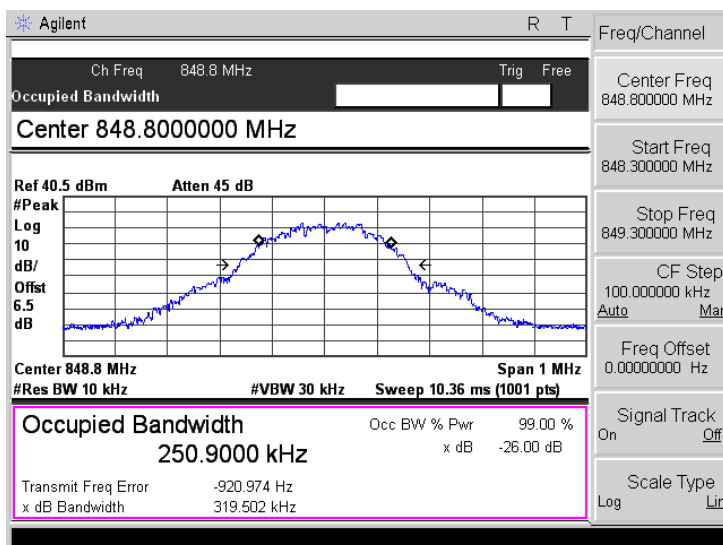 Agilent R T
Ch Freq 848.8 MHz Trig Free
Occupied Bandwidth
Center 848.8000000 MHz
Ref 40.5 dBm Atten 45 dB
#Peak
Log
10
dB/
Offst
6.5
dB
Center 848.8 MHz Span 1 MHz
#Res BW 10 kHz #VBW 30 kHz Sweep 10.36 ms (1001 pts)
Occupied Bandwidth Occ BW % Pwr 99.00 %
250.9000 kHz x dB -26.00 dB
Transmit Freq Error -920.974 Hz
x dB Bandwidth 319.502 kHz
Freq/Channel
Center Freq
848.800000 MHz
Start Freq
848.300000 MHz
Stop Freq
849.300000 MHz
CF Step
100.000000 kHz
Auto Man
Freq Offset
0.00000000 Hz
Signal Track
On Off
Scale Type
Log Lin